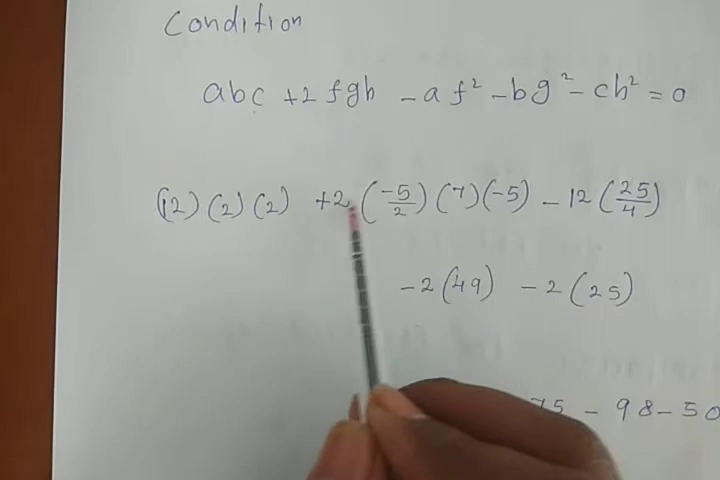 Condition
abc +2fgh -af² -bg² - ch² = 0
(12) (2) (2) +2 (-5/2) (7) (-5) - 12 (25/4)
-2(49) -2(25)
75 - 98 - 50